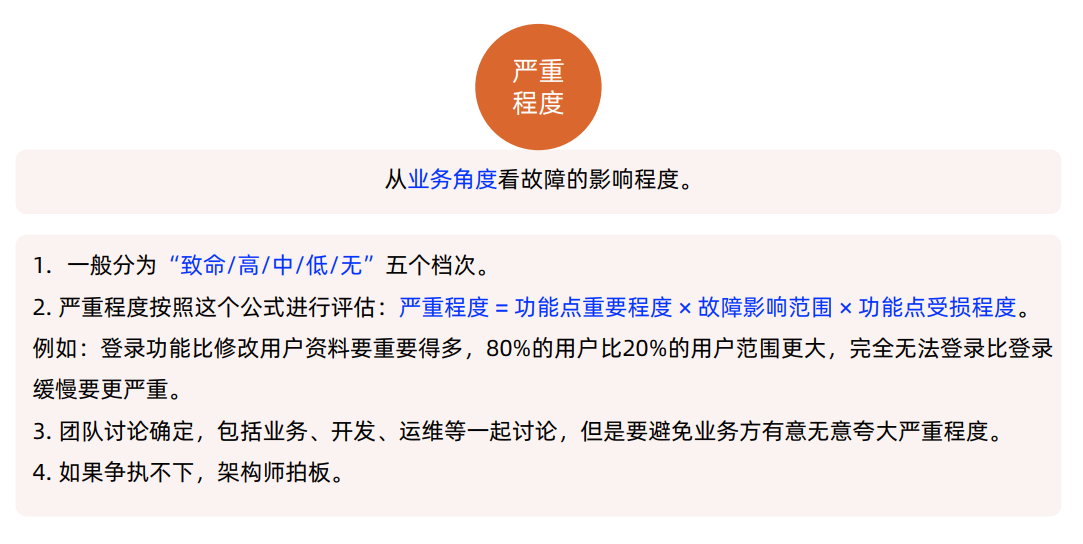 严重
程度
从业务角度看故障的影响程度。
1. 一般分为“致命/高/中/低/无”五个档次。
2. 严重程度按照这个公式进行评估：严重程度 = 功能点重要程度 × 故障影响范围 × 功能点受损程度。
例如：登录功能比修改用户资料要重要得多，80%的用户比20%的用户范围更大，完全无法登录比登录
缓慢要更严重。
3. 团队讨论确定，包括业务、开发、运维等一起讨论，但是要避免业务方有意无意夸大严重程度。
4. 如果争执不下，架构师拍板。